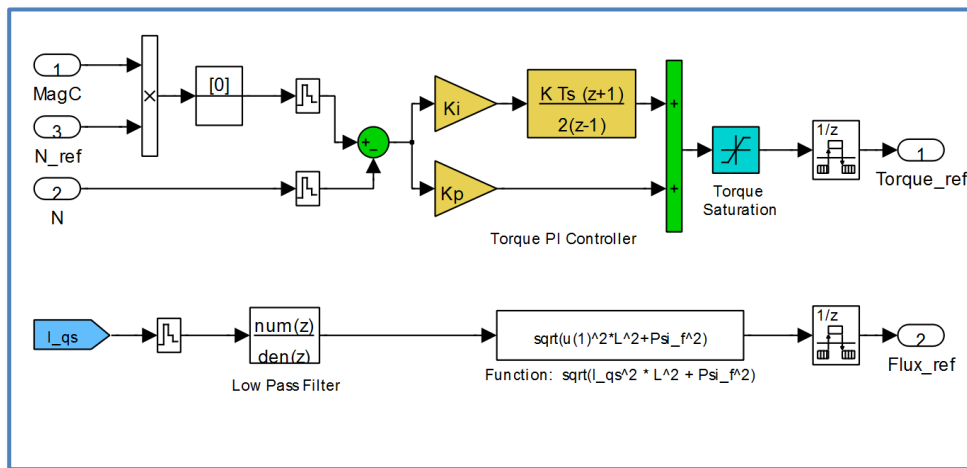 1
MagC
3
N_ref
2
N
×
[0]
+
-
Ki
K Ts (z+1)
2(z-1)
Kp
+
+
Torque PI Controller
Torque
Saturation
1/z
1
Torque_ref
I_qs
num(z)
den(z)
Low Pass Filter
sqrt(u(1)^2*L^2+Psi_f^2)
Function: sqrt(I_qs^2 * L^2 + Psi_f^2)
1/z
2
Flux_ref